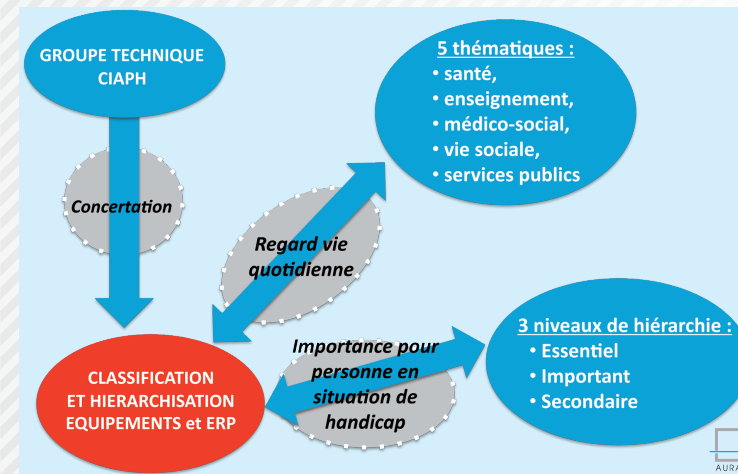 GROUPE TECHNIQUE
CIAPH
5 thématiques :
• santé,
• enseignement,
• médico-social,
• vie sociale,
• services publics
Concertation
Regard vie
quotidienne
Importance pour
personne en
situation de
handicap
3 niveaux de hiérarchie :
• Essentiel
• Important
• Secondaire
CLASSIFICATION
ET HIERARCHISATION
EQUIPEMENTS et ERP